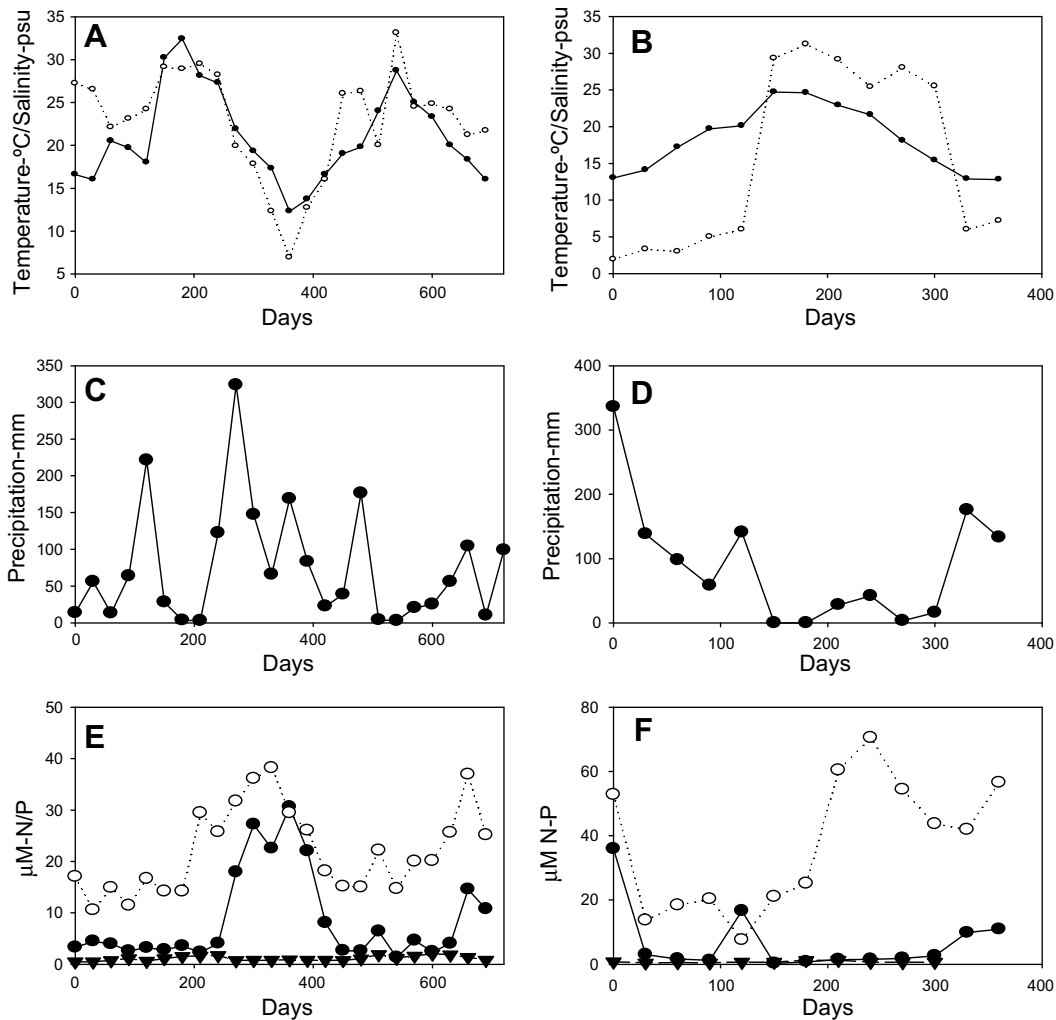 A
Temperature-ºC/Salinity-psu
35
30
25
20
15
10
5
0 200 400 600
Days
B
Temperature-ºC/Salinity-psu
35
30
25
20
15
10
5
0
0 100 200 300 400
Days
C
Precipitation-mm
350
300
250
200
150
100
50
0
0 200 400 600
Days
D
Precipitation-mm
400
300
200
100
0
0 100 200 300 400
Days
E
µM-N/P
50
40
30
20
10
0
0 200 400 600
Days
F
µM N-P
80
60
40
20
0
0 100 200 300 400
Days